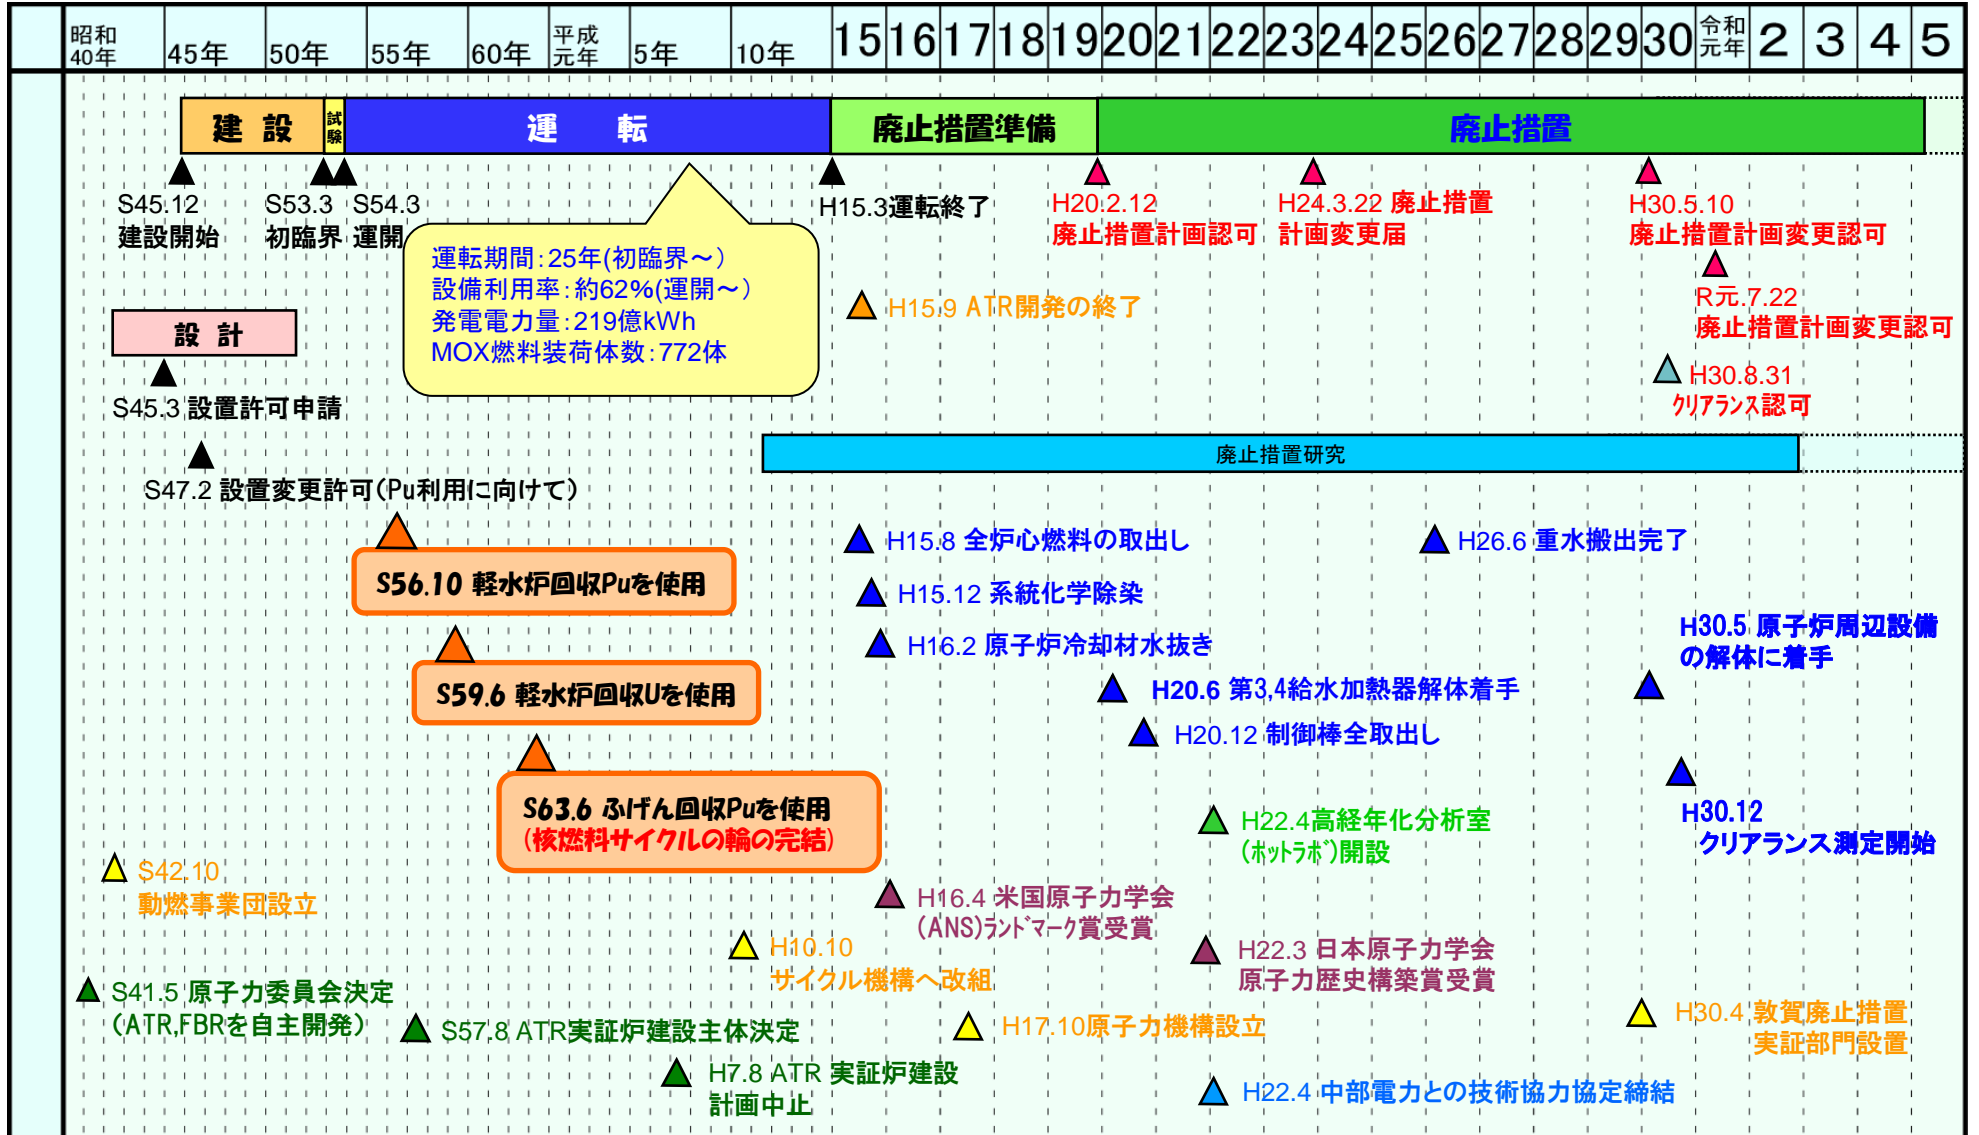 昭和
40年
45年
50年
55年
60年
平成
元年
5年
10年
15
16
17
18
19
20
21
22
23
24
25
26
27
28
29
30
令和
元年
2
3
4
5
建 設
試験
運 転
廃止措置準備
廃止措置
S45.12
建設開始
S53.3
初臨界
S54.3
運開
H15.3運転終了
H20.2.12
廃止措置計画認可
H24.3.22 廃止措置
計画変更届
H30.5.10
廃止措置計画変更認可
運転期間：25年(初臨界～)
設備利用率：約62%(運開～)
発電電力量：219億kWh
MOX燃料装荷体数：772体
H15.9 ATR開発の終了
R元.7.22
廃止措置計画変更認可
設 計
S45.3 設置許可申請
H30.8.31
ｸﾘｱﾗﾝｽ認可
廃止措置研究
S47.2 設置変更許可(Pu利用に向けて)
S56.10 軽水炉回収Puを使用
H15.8 全炉心燃料の取出し
H26.6 重水搬出完了
H15.12 系統化学除染
H16.2 原子炉冷却材水抜き
H30.5 原子炉周辺設備
の解体に着手
S59.6 軽水炉回収Uを使用
H20.6 第3,4給水加熱器解体着手
H20.12 制御棒全取出し
S63.6 ふげん回収Puを使用
(核燃料サイクルの輪の完結)
H22.4高経年化分析室
(ﾎｯﾄﾗﾎﾞ)開設
H30.12
クリアランス測定開始
S42.10
動燃事業団設立
H16.4 米国原子力学会
(ANS)ﾗﾝﾄﾞﾏｰｸ賞受賞
H10.10
サイクル機構へ改組
H22.3 日本原子力学会
原子力歴史構築賞受賞
S41.5 原子力委員会決定
(ATR,FBRを自主開発)
S57.8 ATR実証炉建設主体決定
H17.10原子力機構設立
H30.4 敦賀廃止措置
実証部門設置
H7.8 ATR 実証炉建設
計画中止
H22.4 中部電力との技術協力協定締結